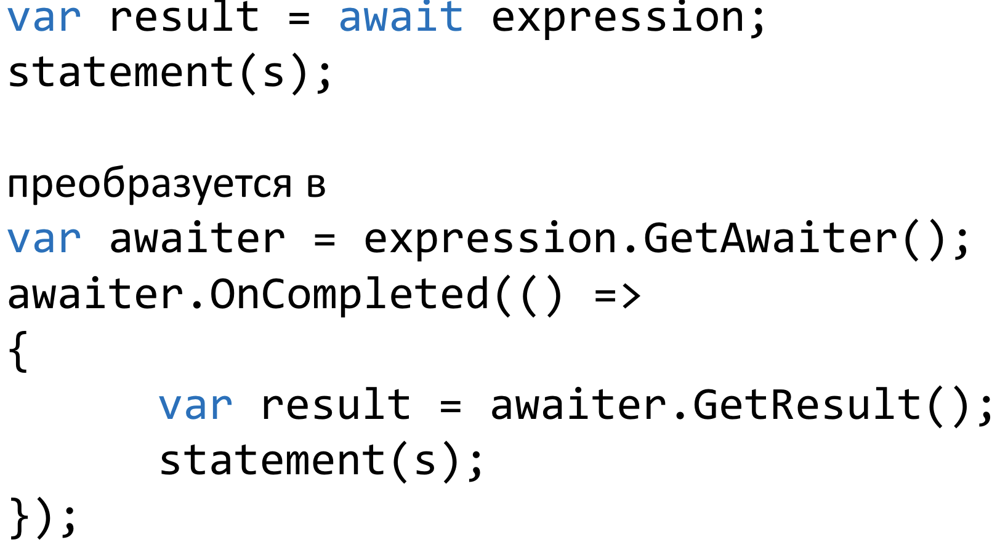 var result = await expression;
statement(s);
преобразуется в
var awaiter = expression.GetAwaiter();
awaiter.OnCompleted(() =>
{
var result = awaiter.GetResult();
statement(s);
});